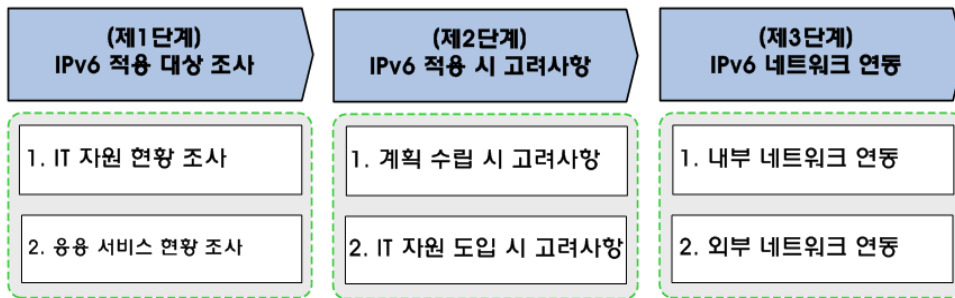 (제1단계)
IPv6 적용 대상 조사
1. IT 자원 현황 조사
2. 응용 서비스 현황 조사
(제2단계)
IPv6 적용 시 고려사항
1. 계획 수립 시 고려사항
2. IT 자원 도입 시 고려사항
(제3단계)
IPv6 네트워크 연동
1. 내부 네트워크 연동
2. 외부 네트워크 연동